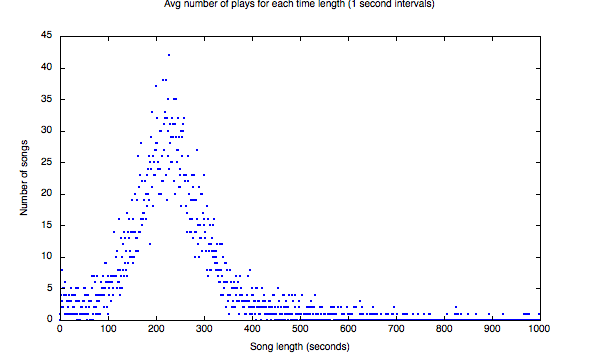 Avg number of plays for each time length (1 second intervals)
45
40
35
30
25
20
15
10
5
0
Number of songs
0 100 200 300 400 500 600 700 800 900 1000
Song length (seconds)